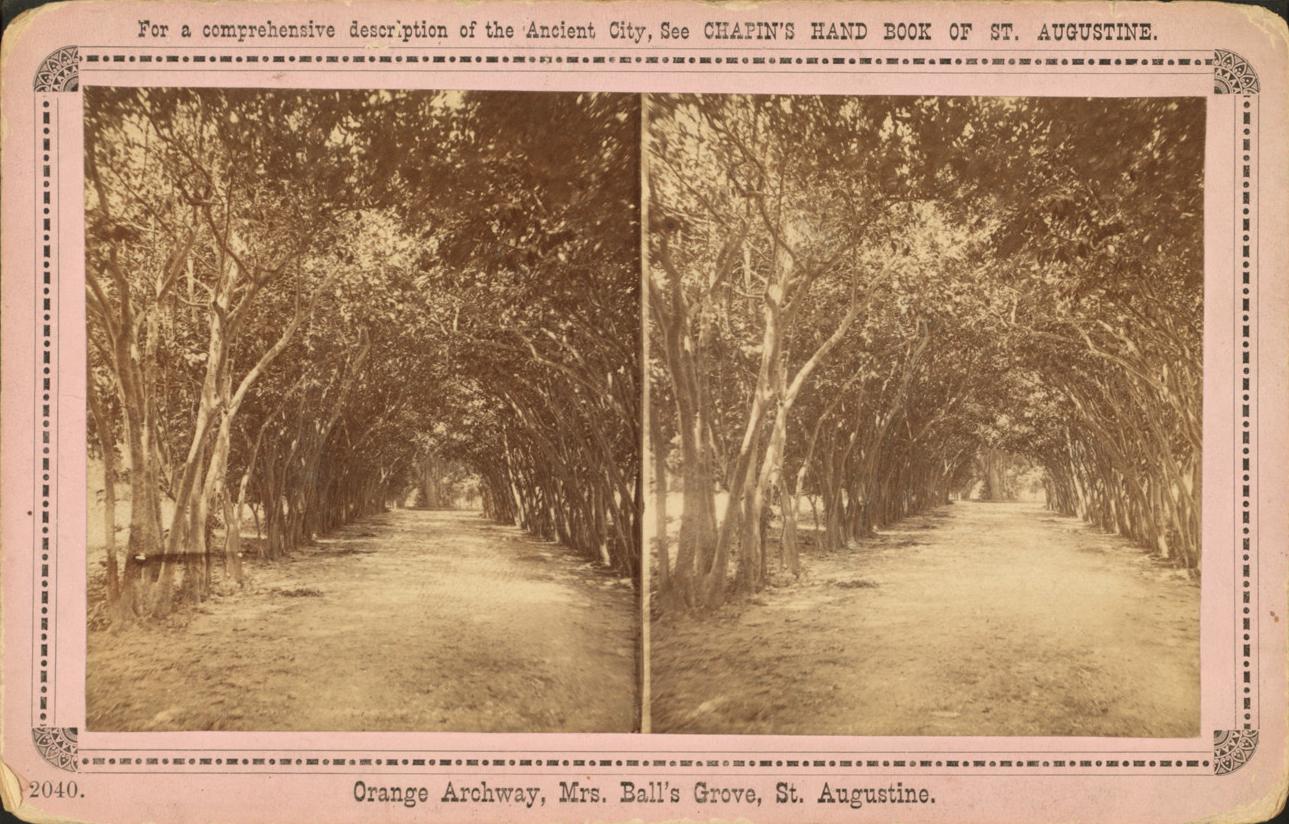 For a comprehensive description of the Ancient City, See CHAPIN'S HAND BOOK OF ST. AUGUSTINE.
2040.
Orange Archway, Mrs. Ball's Grove, St. Augustine.